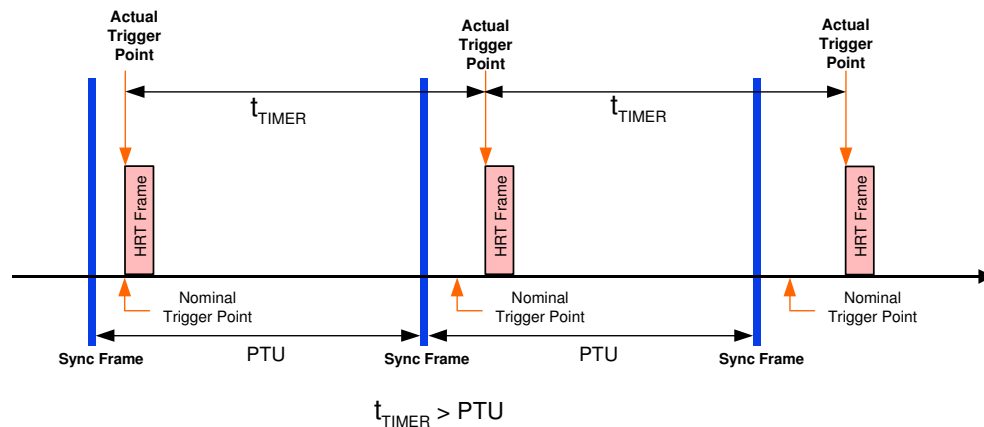 Actual
Trigger
Point
Actual
Trigger
Point
Actual
Trigger
Point
tTIMER
tTIMER
HRT Frame
HRT Frame
HRT Frame
Nominal
Trigger Point
Nominal
Trigger Point
Nominal
Trigger Point
Sync Frame
PTU
Sync Frame
PTU
Sync Frame
tTIMER > PTU